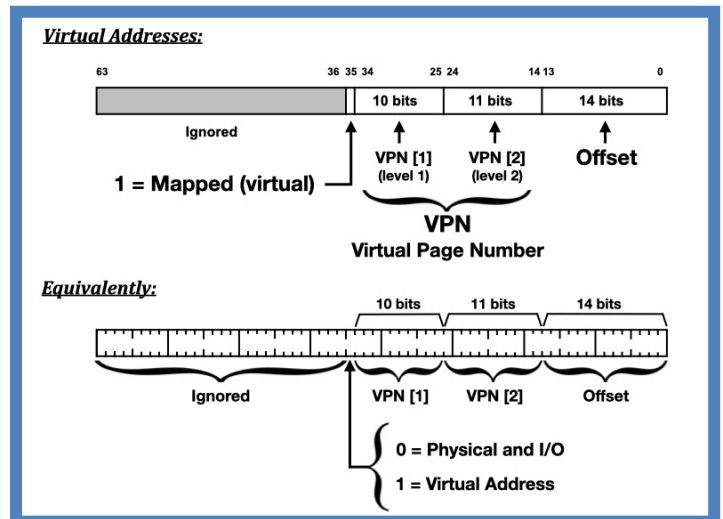 Virtual Addresses:
63 36 35 34 25 24 14 13 0
10 bits 11 bits 14 bits
Ignored
VPN [1] VPN [2] Offset
(level 1) (level 2)
1 = Mapped (virtual)
VPN
Virtual Page Number
Equivalently:
10 bits 11 bits 14 bits
Ignored VPN [1] VPN [2] Offset
0 = Physical and I/O
1 = Virtual Address